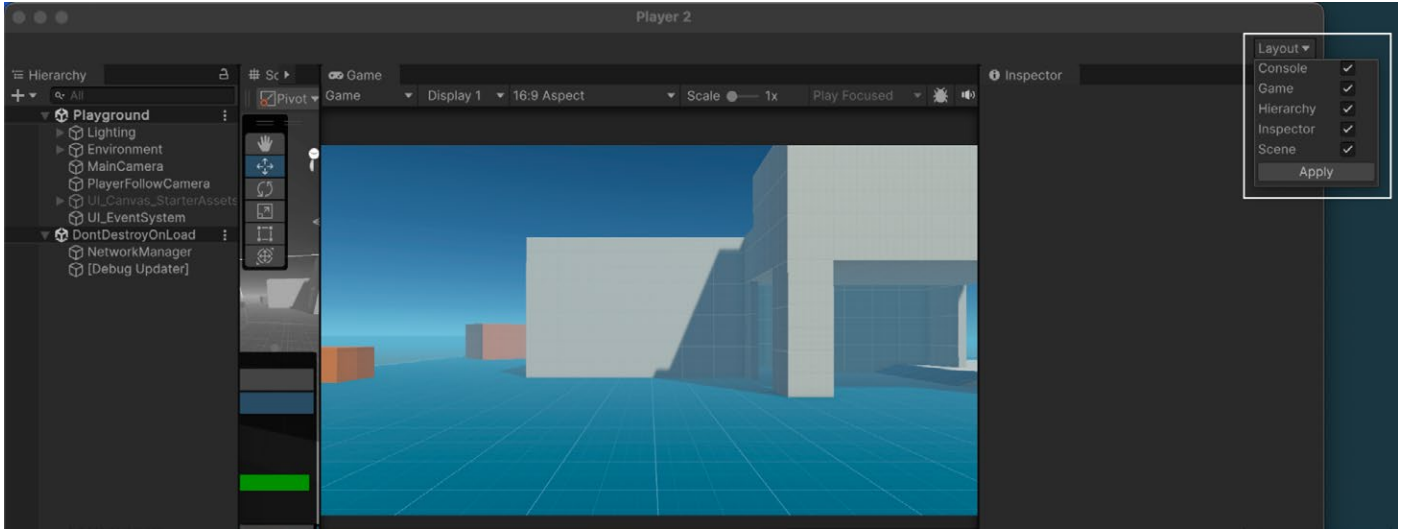 Player 2
Layout
Console
Game
Hierarchy
Inspector
Scene
Apply
Hierarchy
All
Playground
Lighting
Environment
MainCamera
PlayerFollowCamera
UI_Canvas_StarterAssets
UI_EventSystem
DontDestroyOnLoad
NetworkManager
[Debug Updater]
Sc
Pivot
Game
Game Display 1 16:9 Aspect Scale 1x Play Focused
Inspector